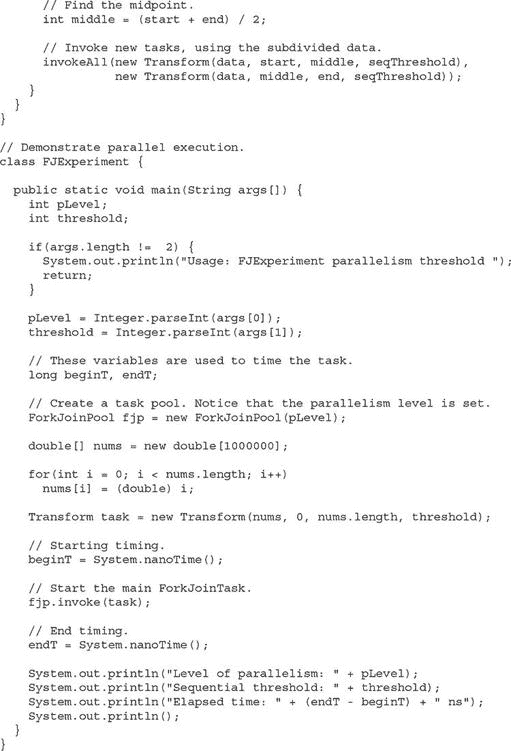 // Find the midpoint.
int middle = (start + end) / 2;
// Invoke new tasks, using the subdivided data.
invokeAll(new Transform(data, start, middle, seqThreshold),
new Transform(data, middle, end, seqThreshold));
}
}
}
// Demonstrate parallel execution.
class FJExperiment {
public static void main(String args[]) {
int pLevel;
int threshold;
if(args.length != 2) {
System.out.println("Usage: FJExperiment parallelism threshold ");
return;
}
pLevel = Integer.parseInt(args[0]);
threshold = Integer.parseInt(args[1]);
// These variables are used to time the task.
long beginT, endT;
// Create a task pool. Notice that the parallelism level is set.
ForkJoinPool fjp = new ForkJoinPool(pLevel);
double[] nums = new double[1000000];
for(int i = 0; i < nums.length; i++)
nums[i] = (double) i;
Transform task = new Transform(nums, 0, nums.length, threshold);
// Starting timing.
beginT = System.nanoTime();
// Start the main ForkJoinTask.
fjp.invoke(task);
// End timing.
endT = System.nanoTime();
System.out.println("Level of parallelism: " + pLevel);
System.out.println("Sequential threshold: " + threshold);
System.out.println("Elapsed time: " + (endT - beginT) + " ns");
System.out.println();
}
}